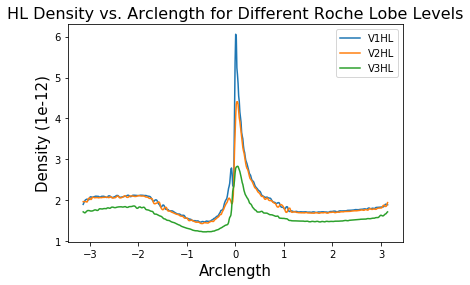 HL Density vs. Arclength for Different Roche Lobe Levels
V1HL
V2HL
V3HL
Density (1e-12)
6
5
4
3
2
1
−3 −2 −1 0 1 2 3
Arclength